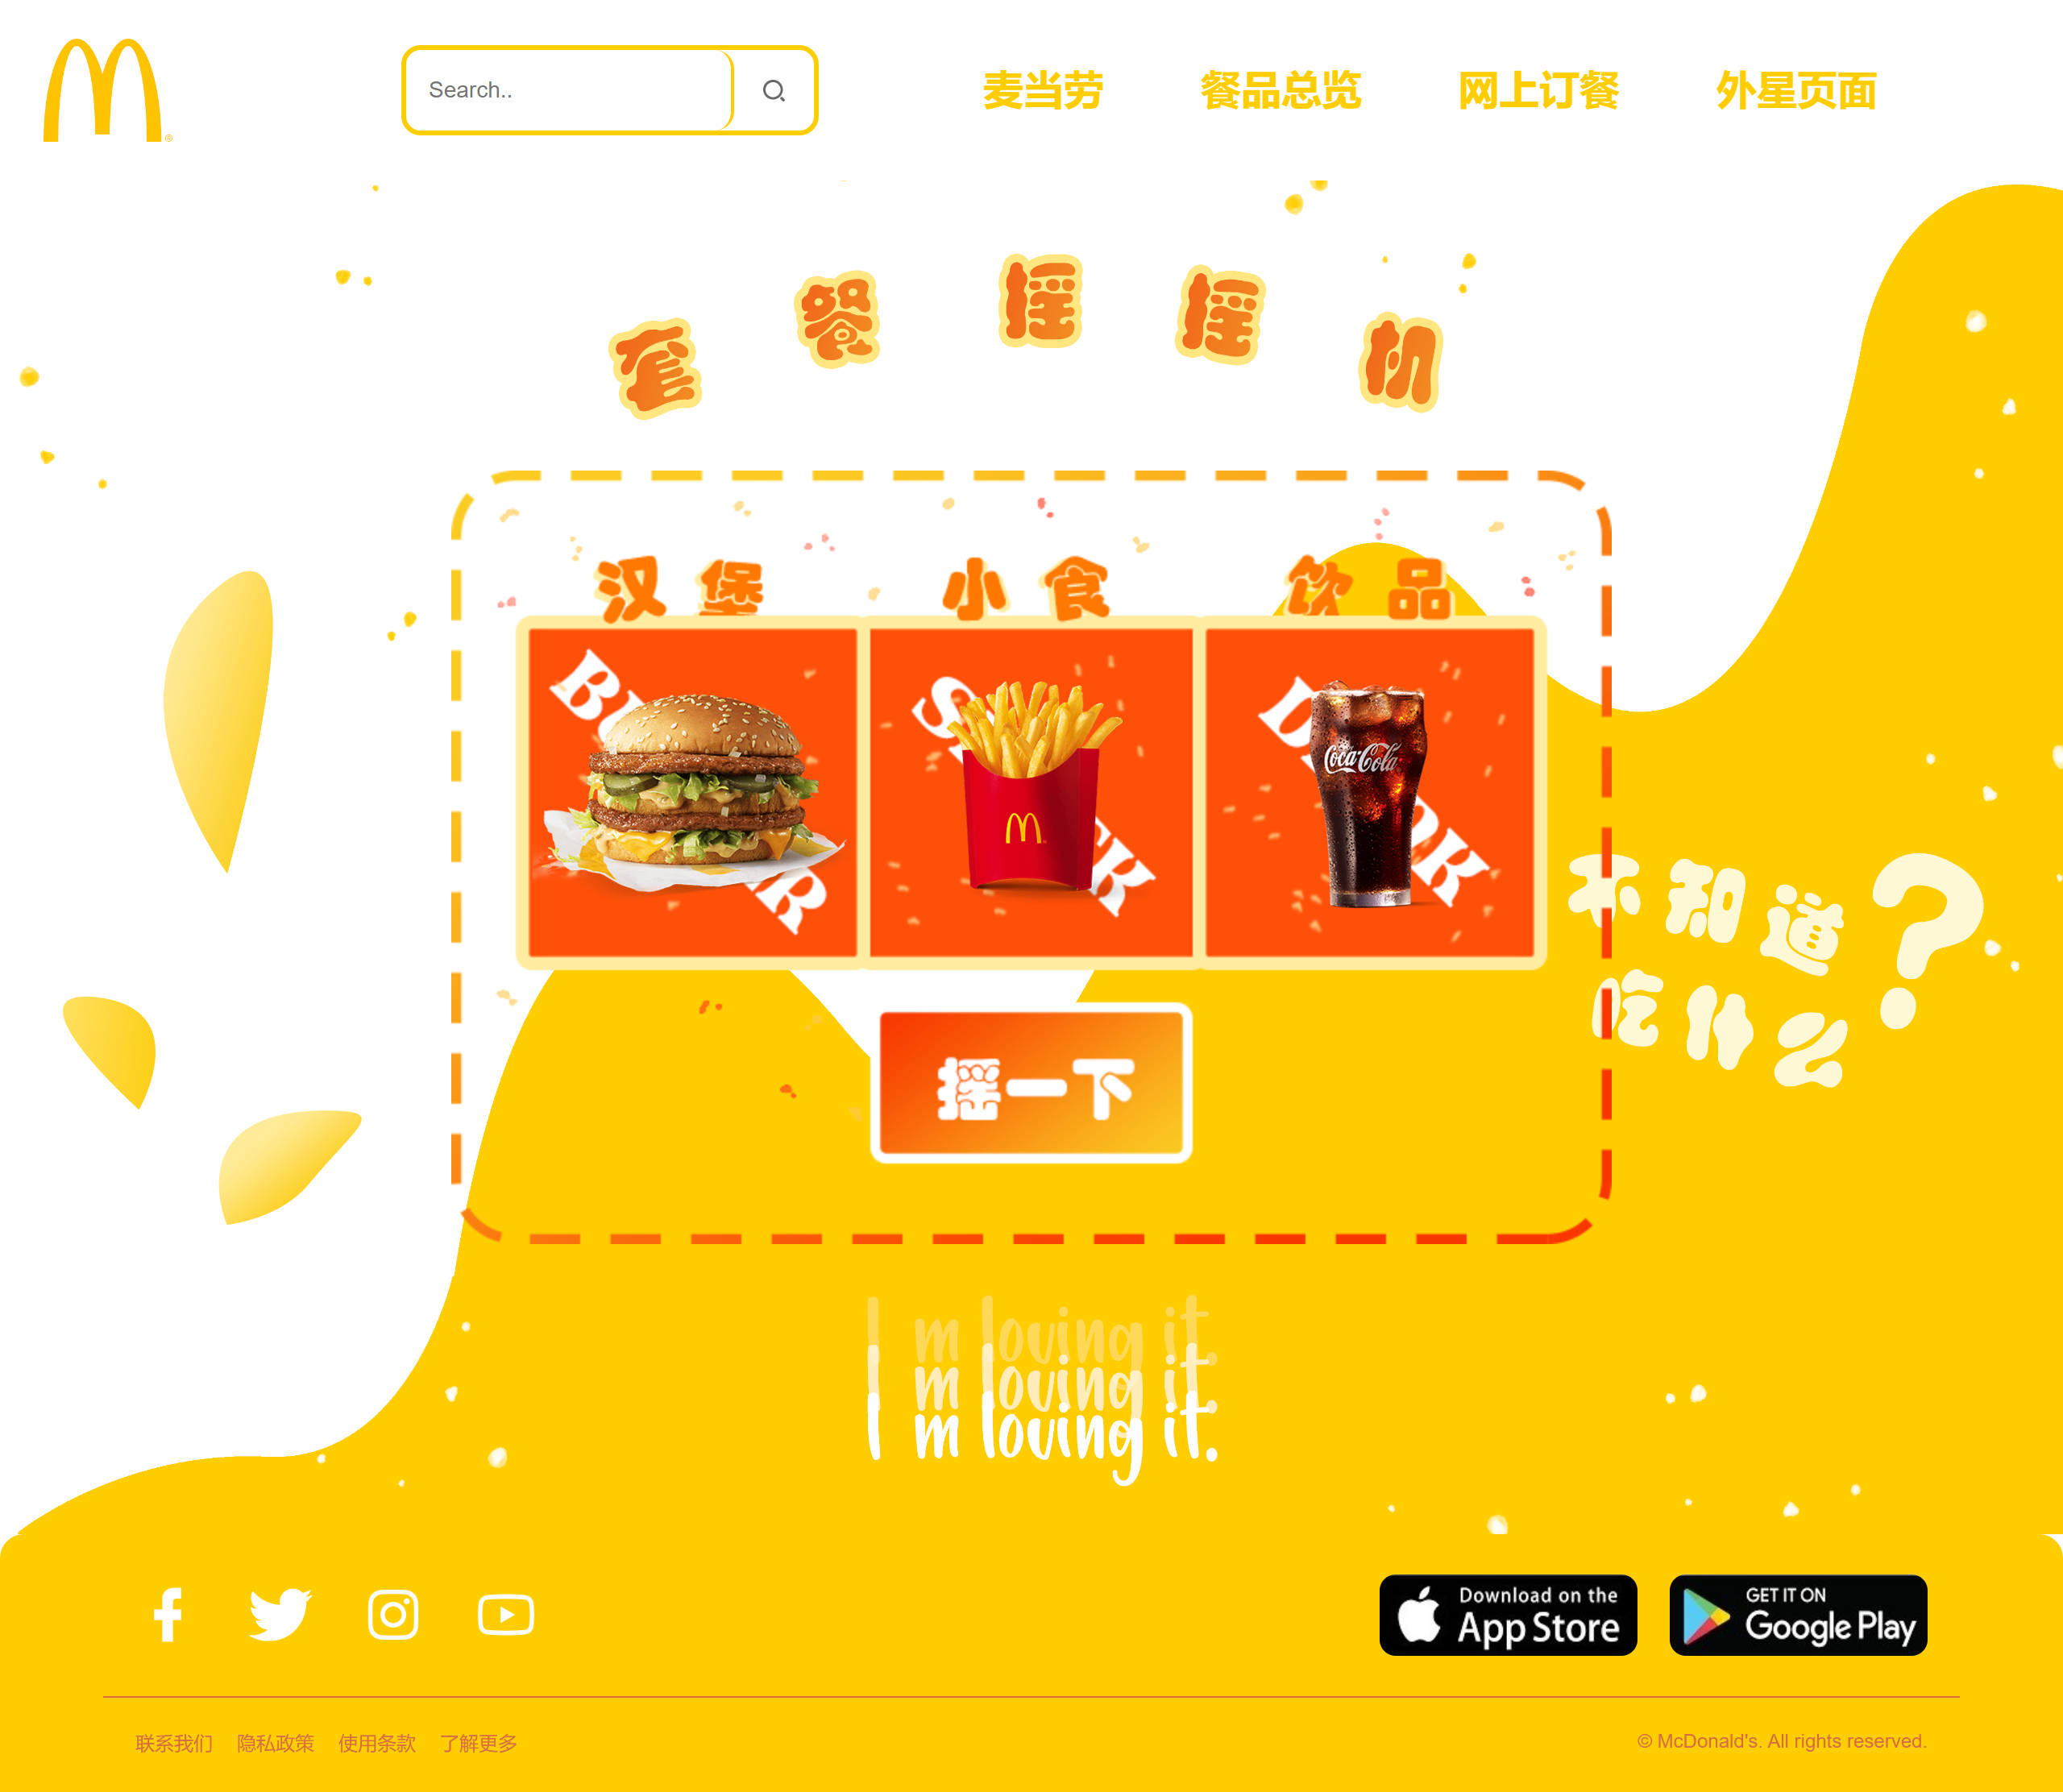 Search..
麦当劳 餐品总览 网上订餐 外星页面
套餐摇摇机
汉堡 小食 饮品
Coca-Cola
不知道
吃什么?
摇一下
I m loving it.
I m loving it.
I m loving it.
Download on the
App Store
GET IT ON
Google Play
联系我们 隐私政策 使用条款 了解更多
© McDonald's. All rights reserved.